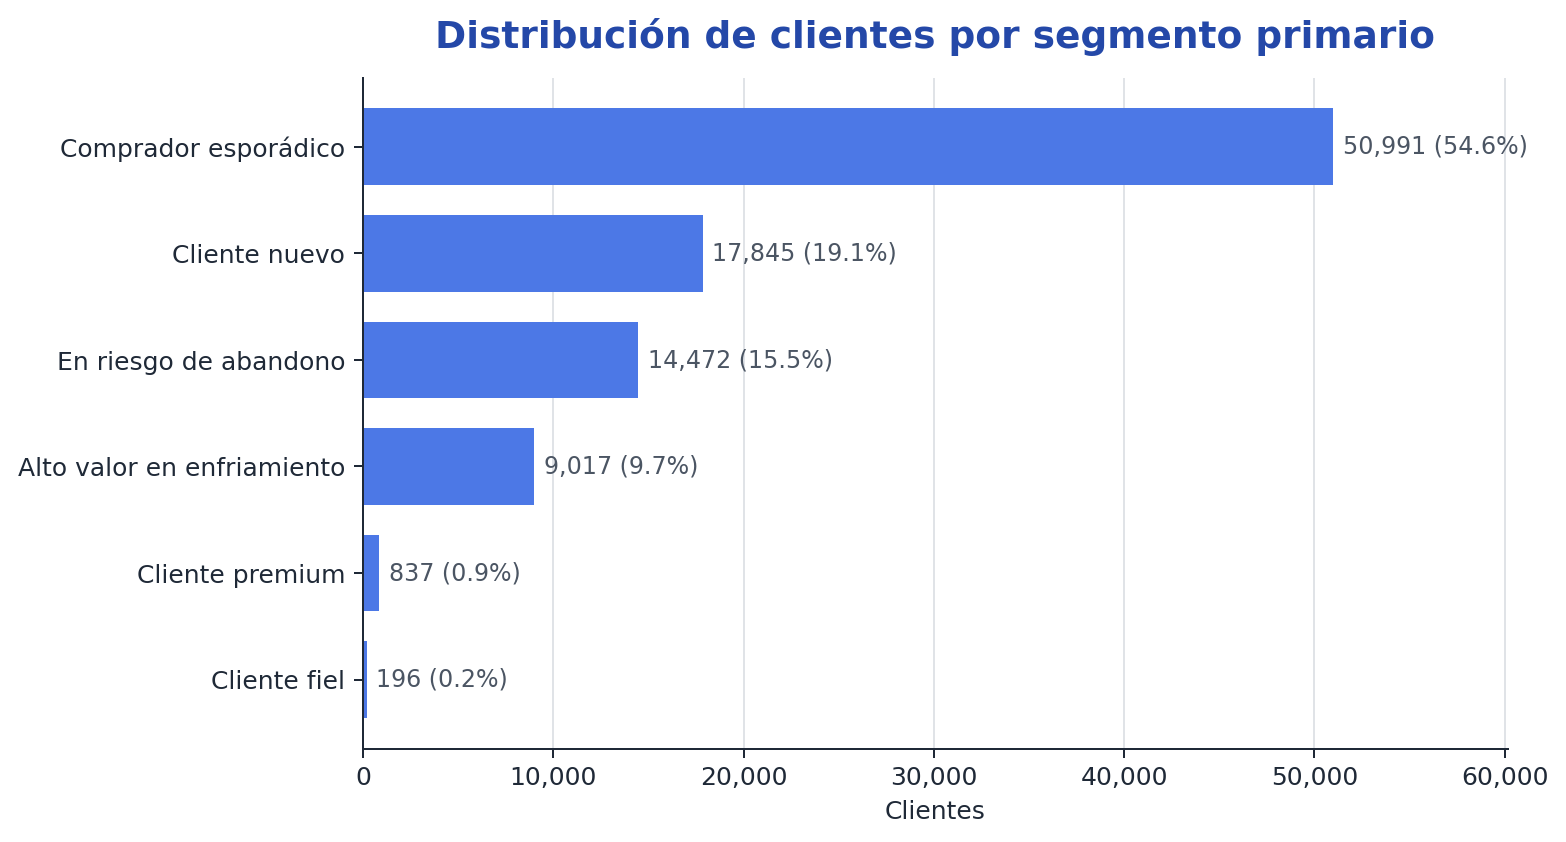 Distribución de clientes por segmento primario
Comprador esporádico
50,991 (54.6%)
Cliente nuevo
17,845 (19.1%)
En riesgo de abandono
14,472 (15.5%)
Alto valor en enfriamiento
9,017 (9.7%)
Cliente premium
837 (0.9%)
Cliente fiel
196 (0.2%)
0 10,000 20,000 30,000 40,000 50,000 60,000
Clientes